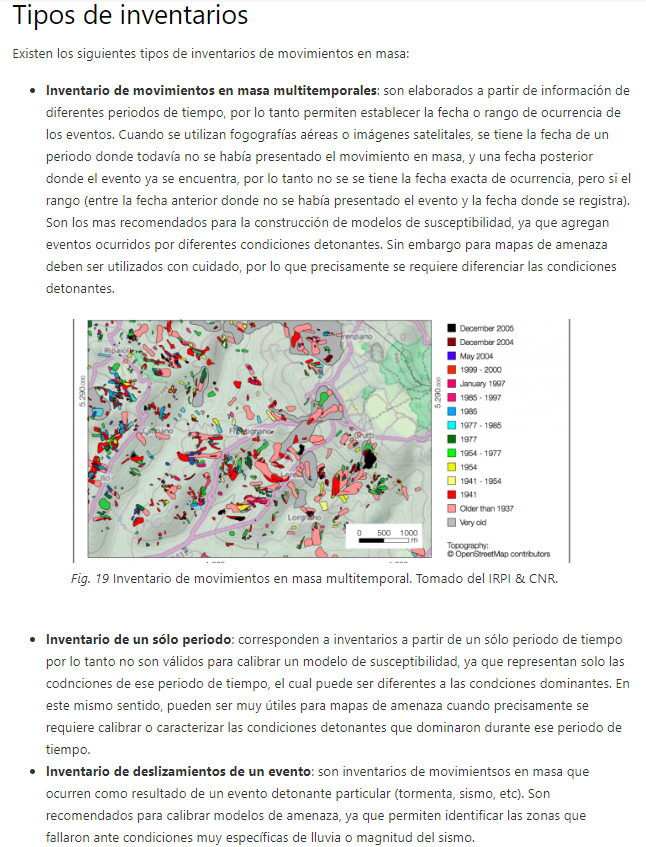 Tipos de inventarios
Existen los siguientes tipos de inventarios de movimientos en masa:
• Inventario de movimientos en masa multitemporales: son elaborados a partir de información de
diferentes periodos de tiempo, por lo tanto permiten establecer la fecha o rango de ocurrencia de
los eventos. Cuando se utilizan fogografías aéreas o imágenes satelitales, se tiene la fecha de un
periodo donde todavía no se había presentado el movimiento en masa, y una fecha posterior
donde el evento ya se encuentra, por lo tanto no se se tiene la fecha exacta de ocurrencia, pero si el
rango (entre la fecha anterior donde no se había presentado el evento y la fecha donde se registra).
Son los mas recomendados para la construcción de modelos de susceptibilidad, ya que agregan
eventos ocurridos por diferentes condiciones detonantes. Sin embargo para mapas de amenaza
deben ser utilizados con cuidado, por lo que precisamente se requiere diferenciar las condiciones
detonantes.
5.290.000
5.290.000
December 2005
December 2004
May 2004
1999 - 2000
January 1997
1985 - 1997
1985
1977 - 1985
1977
1954 - 1977
1954
1941 - 1954
1941
Older than 1937
Very old
0 500 1000
m
Topography:
© OpenStreetMap contributors
Fig. 19 Inventario de movimientos en masa multitemporal. Tomado del IRPI & CNR.
• Inventario de un sólo periodo: corresponden a inventarios a partir de un sólo periodo de tiempo
por lo tanto no son válidos para calibrar un modelo de susceptibilidad, ya que representan solo las
codnciones de ese periodo de tiempo, el cual puede ser diferentes a las condciones dominantes. En
este mismo sentido, pueden ser muy útiles para mapas de amenaza cuando precisamente se
requiere calibrar o caracterizar las condiciones detonantes que dominaron durante ese periodo de
tiempo.
• Inventario de deslizamientos de un evento: son inventarios de movimientsos en masa que
ocurren como resultado de un evento detonante particular (tormenta, sismo, etc). Son
recomendados para calibrar modelos de amenaza, ya que permiten identificar las zonas que
fallaron ante condiciones muy específicas de lluvia o magnitud del sismo.